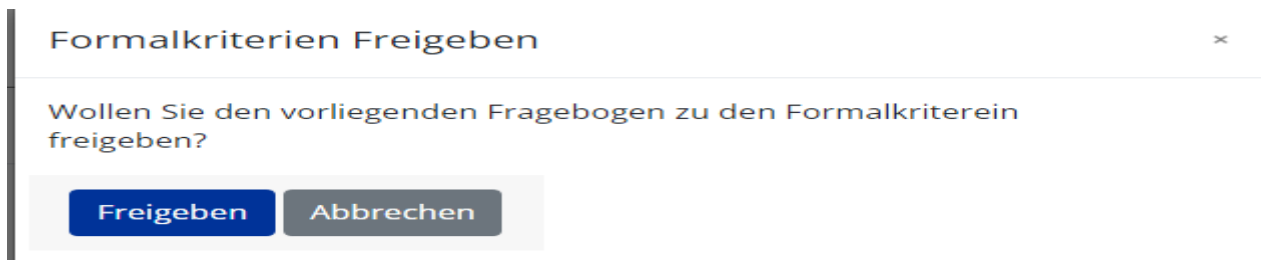 Formalkriterien Freigeben ×
Wollen Sie den vorliegenden Fragebogen zu den Formalkriterein
freigeben?
Freigeben Abbrechen